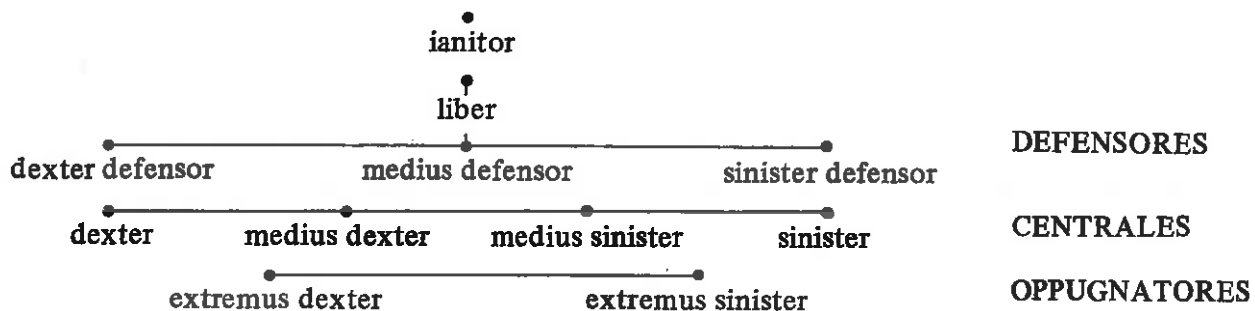 ianitor
liber
DEFENSORES
dexter defensor medius defensor sinister defensor
dexter medius dexter medius sinister sinister CENTRALES
extremus dexter extremus sinister OPPUGNATORES